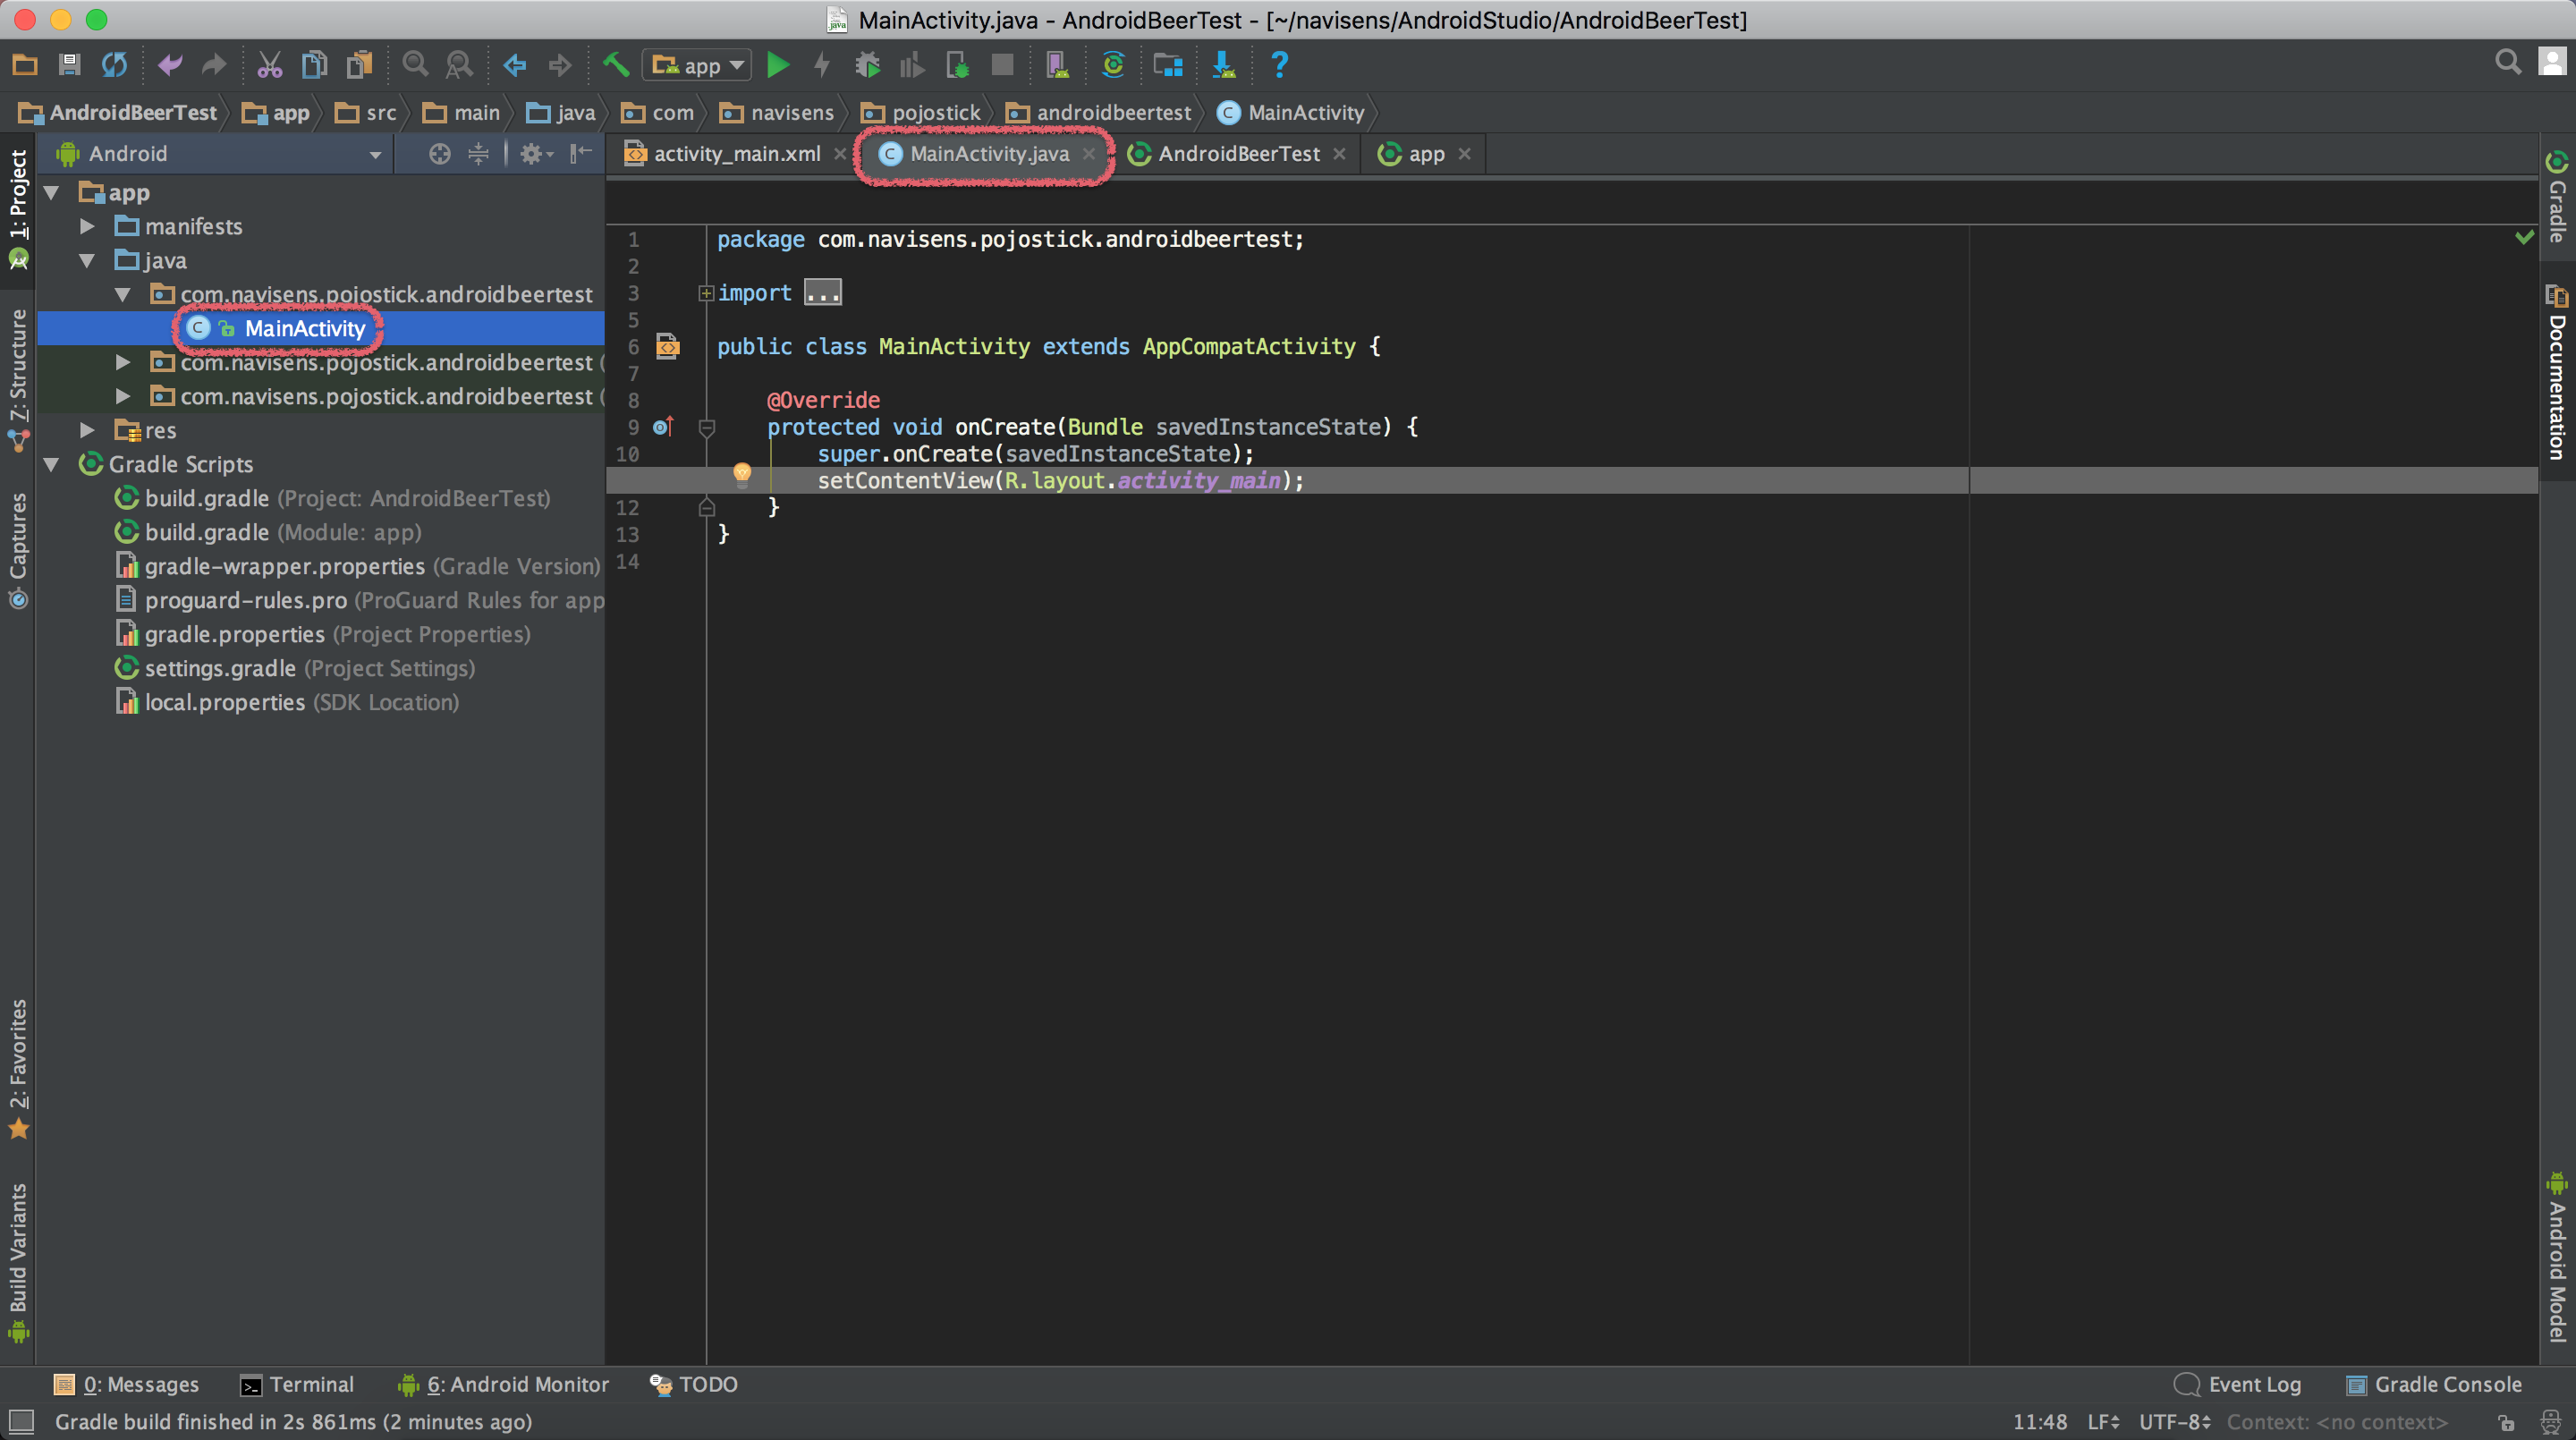 MainActivity.java - AndroidBeerTest - [~/navisens/AndroidStudio/AndroidBeerTest]
app
?
AndroidBeerTest app src main java com navisens pojostick androidbeertest C MainActivity
1: Project
Z: Structure
Captures
2: Favorites
Build Variants
Android
app
manifests
java
com.navisens.pojostick.androidbeertest
C MainActivity
com.navisens.pojostick.androidbeertest (
com.navisens.pojostick.androidbeertest (
res
Gradle Scripts
build.gradle (Project: AndroidBeerTest)
build.gradle (Module: app)
gradle-wrapper.properties (Gradle Version)
proguard-rules.pro (ProGuard Rules for app
gradle.properties (Project Properties)
settings.gradle (Project Settings)
local.properties (SDK Location)
activity_main.xml C MainActivity.java AndroidBeerTest app
1 package com.navisens.pojostick.androidbeertest;
2
3 import ...
5
6 public class MainActivity extends AppCompatActivity {
7
8 @Override
9 protected void onCreate(Bundle savedInstanceState) {
10 super.onCreate(savedInstanceState);
setContentView(R.layout.activity_main);
12 }
13 }
14
Gradle
Documentation
Android Model
0: Messages Terminal 6: Android Monitor TODO Event Log Gradle Console
Gradle build finished in 2s 861ms (2 minutes ago) 11:48 LF UTF-8 Context: <no context>